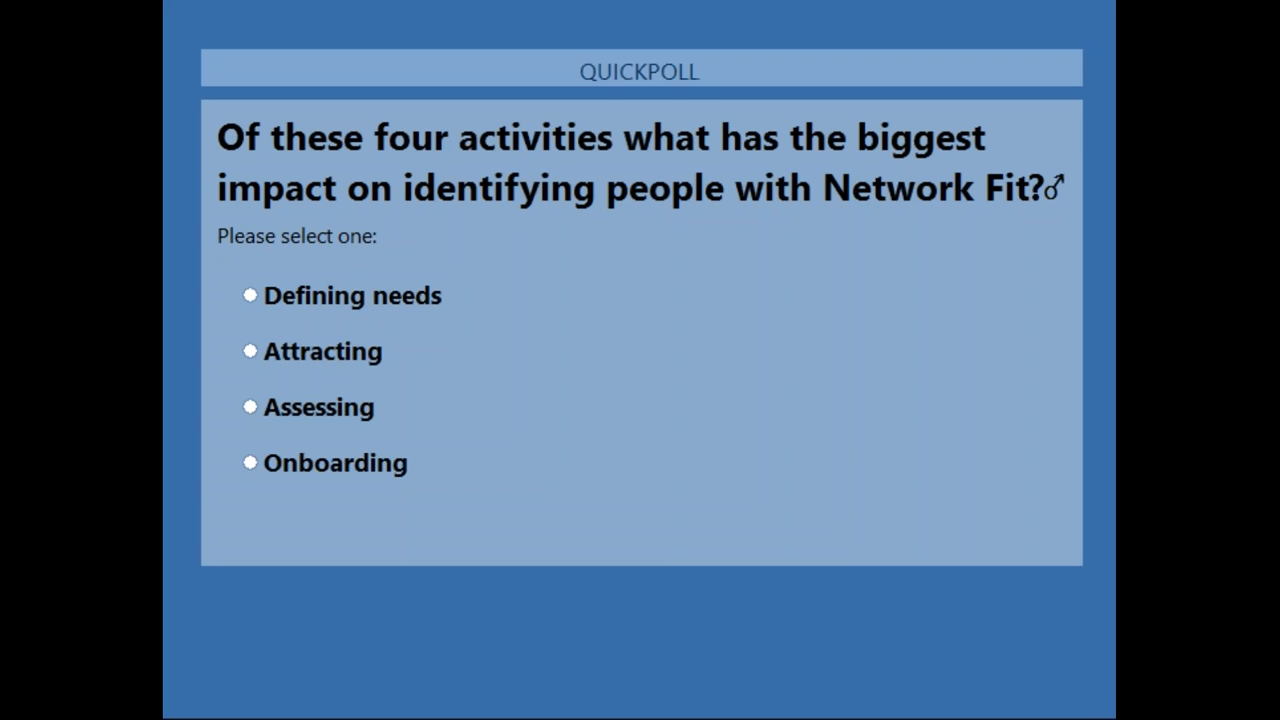 QUICKPOLL
Of these four activities what has the biggest
impact on identifying people with Network Fit?♂
Please select one:
Defining needs
Attracting
Assessing
Onboarding